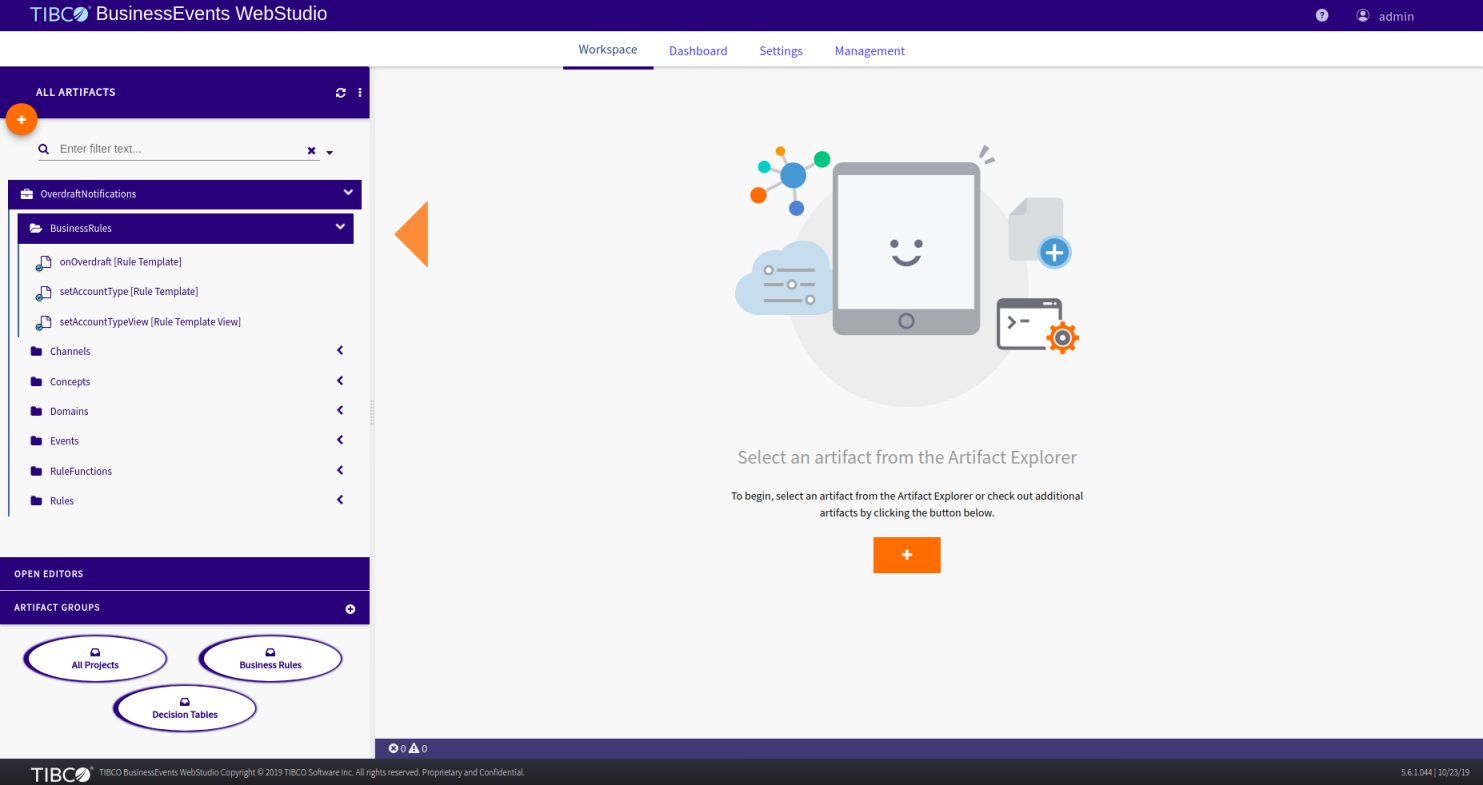 TIBCO® BusinessEvents WebStudio
admin
Workspace
Dashboard
Settings
Management
ALL ARTIFACTS
Enter filter text...
OverdraftNotifications
BusinessRules
onOverdraft [Rule Template]
setAccountType [Rule Template]
setAccountTypeView [Rule Template View]
Channels
Concepts
Domains
Events
RuleFunctions
Rules
Select an artifact from the Artifact Explorer
To begin, select an artifact from the Artifact Explorer or check out additional
artifacts by clicking the button below.
OPEN EDITORS
ARTIFACT GROUPS
All Projects
Business Rules
Decision Tables
0 0
TIBCO® TIBCO BusinessEvents WebStudio Copyright © 2019 TIBCO Software Inc. All rights reserved. Proprietary and Confidential.
5.6.1.044 | 10/23/19